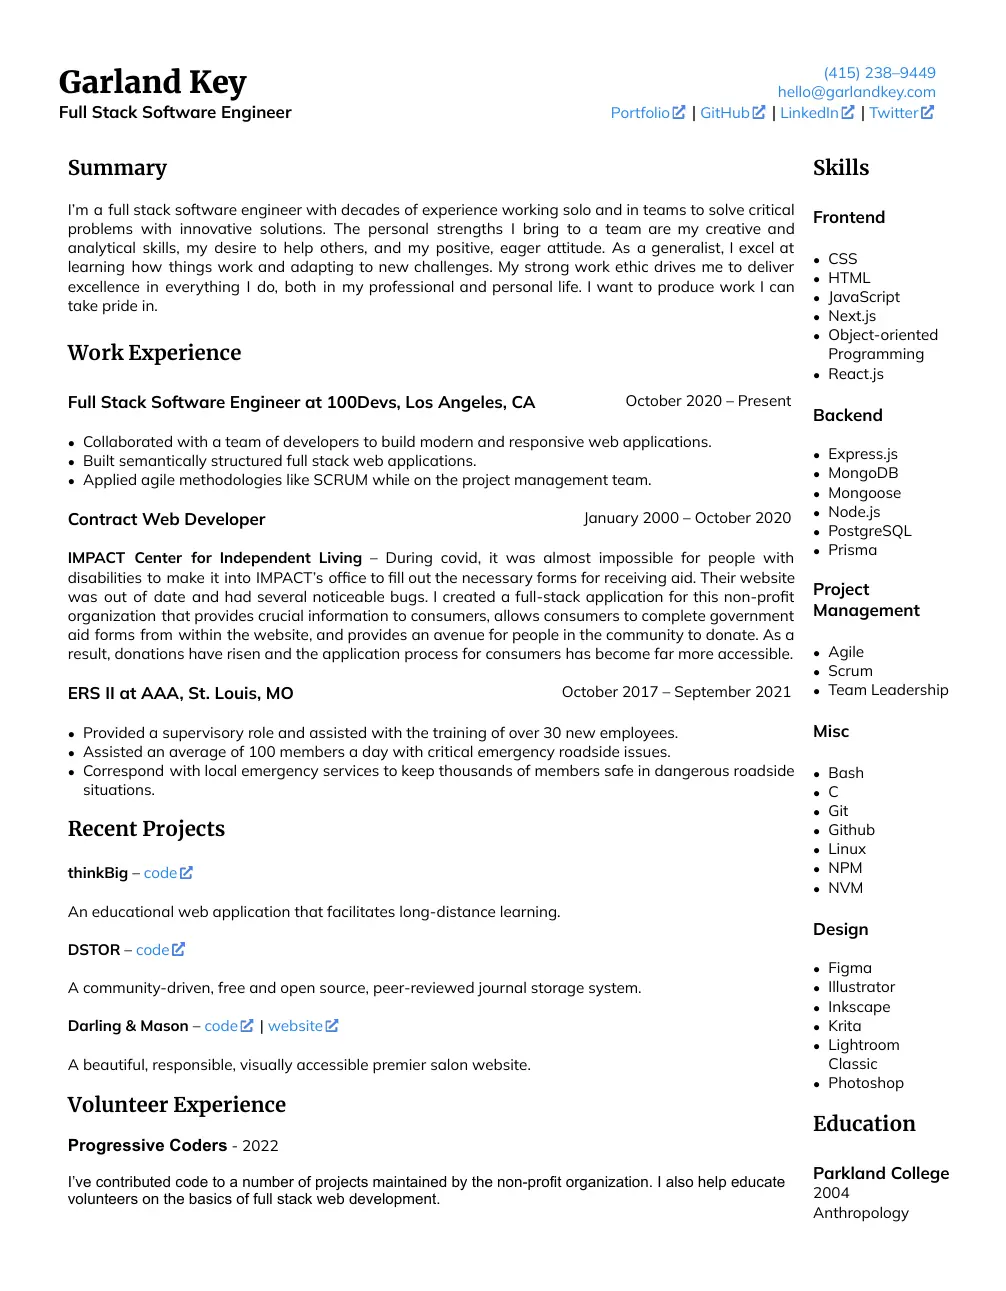 Garland Key
Full Stack Software Engineer
(415) 238–9449
hello@garlandkey.com
Portfolio | GitHub | LinkedIn | Twitter
Summary
I'm a full stack software engineer with decades of experience working solo and in teams to solve critical
problems with innovative solutions. The personal strengths I bring to a team are my creative and
analytical skills, my desire to help others, and my positive, eager attitude. As a generalist, I excel at
learning how things work and adapting to new challenges. My strong work ethic drives me to deliver
excellence in everything I do, both in my professional and personal life. I want to produce work I can
take pride in.
Work Experience
Full Stack Software Engineer at 100Devs, Los Angeles, CA October 2020 – Present
• Collaborated with a team of developers to build modern and responsive web applications.
• Built semantically structured full stack web applications.
• Applied agile methodologies like SCRUM while on the project management team.
Contract Web Developer January 2000 – October 2020
IMPACT Center for Independent Living – During covid, it was almost impossible for people with
disabilities to make it into IMPACT's office to fill out the necessary forms for receiving aid. Their website
was out of date and had several noticeable bugs. I created a full-stack application for this non-profit
organization that provides crucial information to consumers, allows consumers to complete government
aid forms from within the website, and provides an avenue for people in the community to donate. As a
result, donations have risen and the application process for consumers has become far more accessible.
ERS II at AAA, St. Louis, MO October 2017 – September 2021
• Provided a supervisory role and assisted with the training of over 30 new employees.
• Assisted an average of 100 members a day with critical emergency roadside issues.
• Correspond with local emergency services to keep thousands of members safe in dangerous roadside
situations.
Recent Projects
thinkBig – code
An educational web application that facilitates long-distance learning.
DSTOR – code
A community-driven, free and open source, peer-reviewed journal storage system.
Darling & Mason – code | website
A beautiful, responsive, visually accessible premier salon website.
Volunteer Experience
Progressive Coders - 2022
I've contributed code to a number of projects maintained by the non-profit organization. I also help educate
volunteers on the basics of full stack web development.
Skills
Frontend
• CSS
• HTML
• JavaScript
• Next.js
• Object-oriented
Programming
• React.js
Backend
• Express.js
• MongoDB
• Mongoose
• Node.js
• PostgreSQL
• Prisma
Project
Management
• Agile
• Scrum
• Team Leadership
Misc
• Bash
• C
• Git
• Github
• Linux
• NPM
• NVM
Design
• Figma
• Illustrator
• Inkscape
• Krita
• Lightroom
Classic
• Photoshop
Education
Parkland College
2004
Anthropology